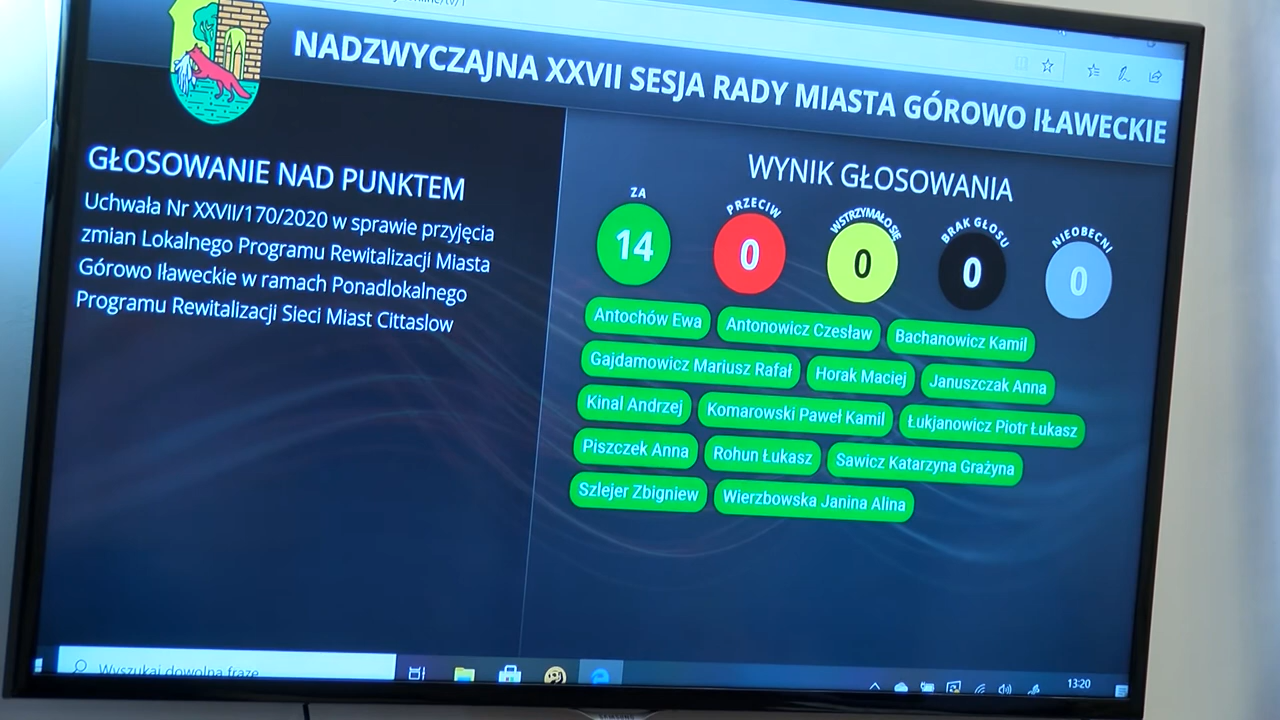 NADZWYCZAJNA XXVII SESJA RADY MIASTA GÓROWO IŁAWECKIE
GŁOSOWANIE NAD PUNKTEM
Uchwała Nr XXVII/170/2020 w sprawie przyjęcia
zmian Lokalnego Programu Rewitalizacji Miasta
Górowo Iławeckie w ramach Ponadlokalnego
Programu Rewitalizacji Sieci Miast Cittaslow
WYNIK GŁOSOWANIA
ZA PRZECIW WSTRZYMAŁO SIĘ BRAK GŁOSU NIEOBECNI
14 0 0 0 0
Antochów Ewa Antonowicz Czesław Bachanowicz Kamil
Gajdamowicz Mariusz Rafał Horak Maciej Januszczak Anna
Kinal Andrzej Komarowski Paweł Kamil Łukjanowicz Piotr Łukasz
Piszczek Anna Rohun Łukasz Sawicz Katarzyna Grażyna
Szlejer Zbigniew Wierzbowska Janina Alina
Wyszukaj dowolną frazę
13:20